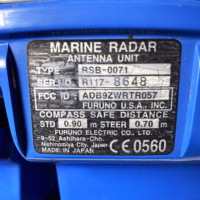 MARINE RADAR
ANTENNA UNIT
TYPE RSB-0071
SER.NO. R117-8648
FCC ID: ADB9ZWRTR057
FURUNO U.S.A., INC.
COMPASS SAFE DISTANCE
STD 0.90 m STEER 0.70 m
FURUNO ELECTRIC CO., LTD.
9-52 Ashihara-Cho,
Nishinomiya City, Japan
MADE IN JAPAN
CE0560